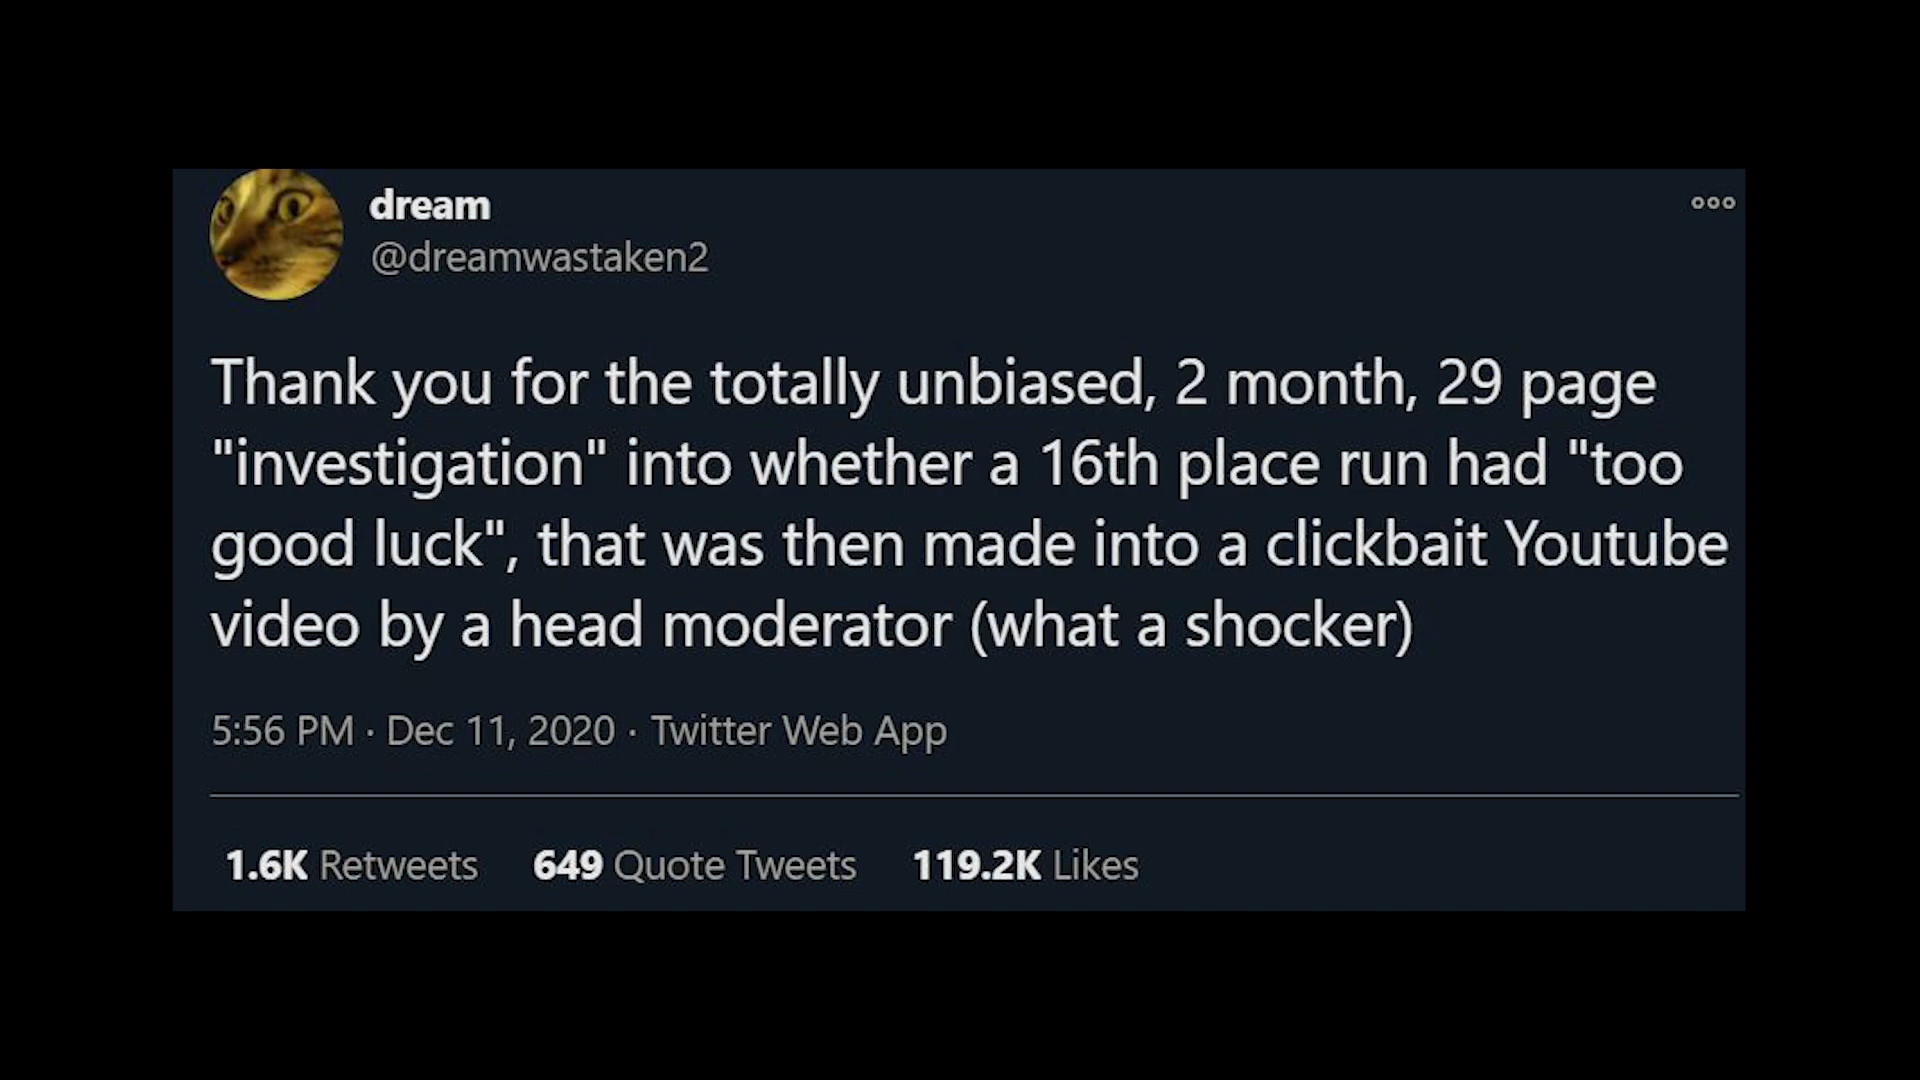 dream
@dreamwastaken2
Thank you for the totally unbiased, 2 month, 29 page
"investigation" into whether a 16th place run had "too
good luck", that was then made into a clickbait Youtube
video by a head moderator (what a shocker)
5:56 PM · Dec 11, 2020 · Twitter Web App
1.6K Retweets 649 Quote Tweets 119.2K Likes